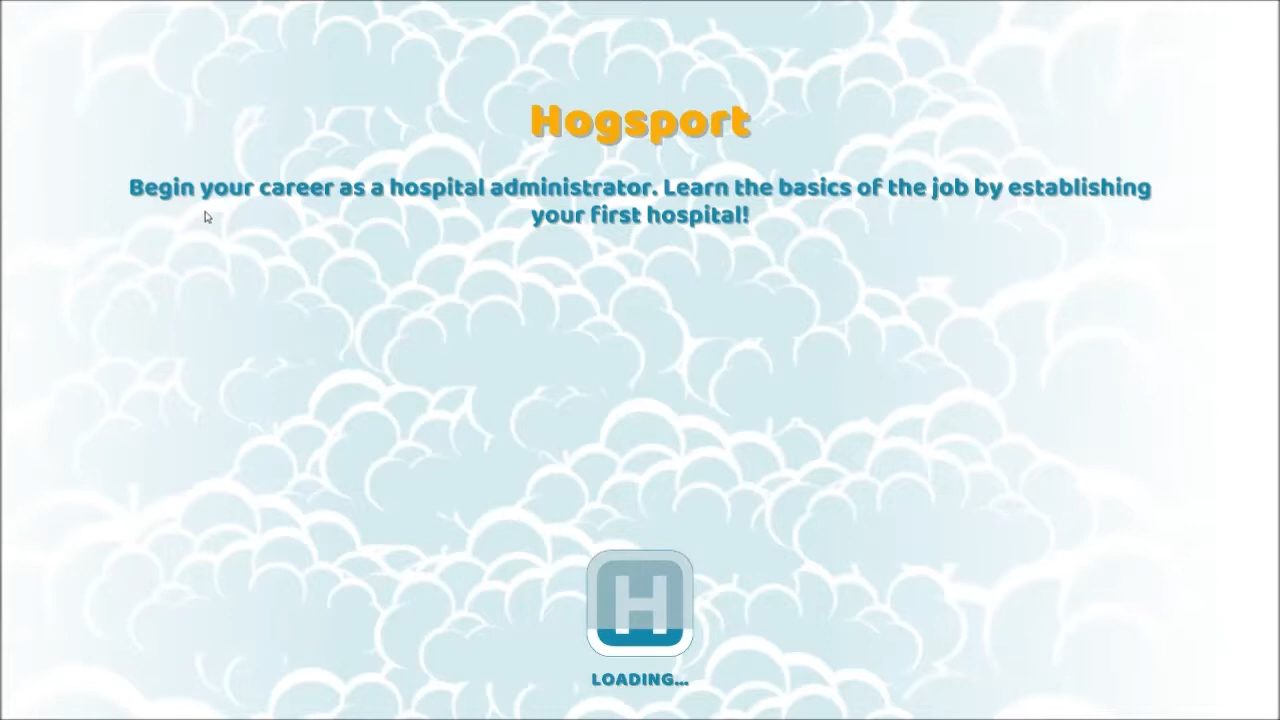 Hogsport
Begin your career as a hospital administrator. Learn the basics of the job by establishing
your first hospital!
H
LOADING...